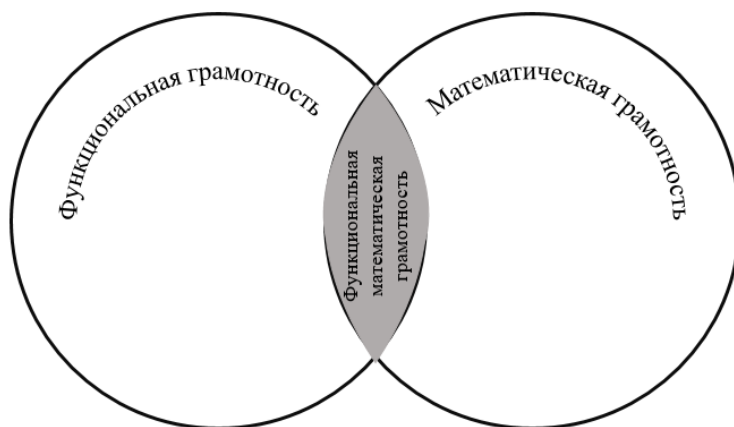 Функциональная грамотность
Математическая грамотность
Функциональная
математическая
грамотность